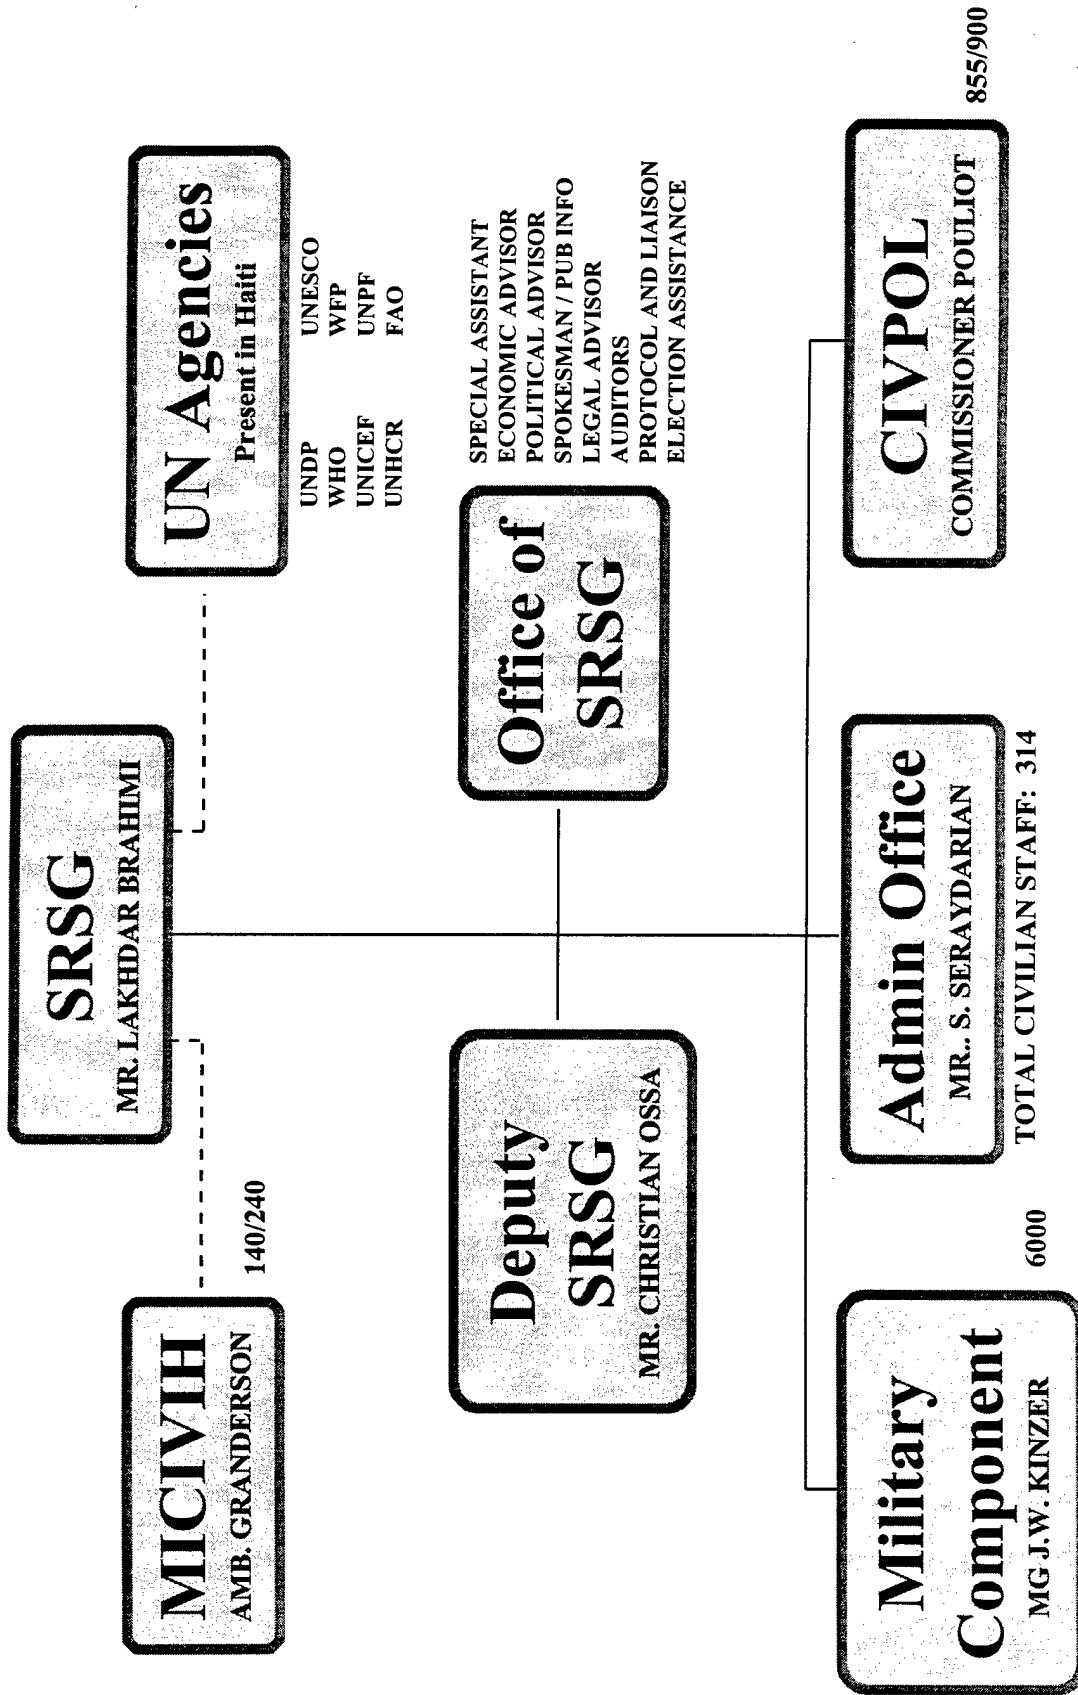 SRSG
MR. LAKHDAR BRAHIMI
MICIVIH
AMB. GRANDERSON
140/240
UN Agencies
Present in Haiti
UNDP UNESCO
WHO WFP
UNICEF UNPF
UNHCR FAO
Deputy
SRSG
MR. CHRISTIAN OSSA
Office of
SRSG
SPECIAL ASSISTANT
ECONOMIC ADVISOR
POLITICAL ADVISOR
SPOKESMAN / PUB INFO
LEGAL ADVISOR
AUDITORS
PROTOCOL AND LIAISON
ELECTION ASSISTANCE
Military
Component
MG J.W. KINZER
6000
Admin Office
MR.. S. SERAYDARIAN
TOTAL CIVILIAN STAFF: 314
CIVPOL
COMMISSIONER POULIOT
855/900